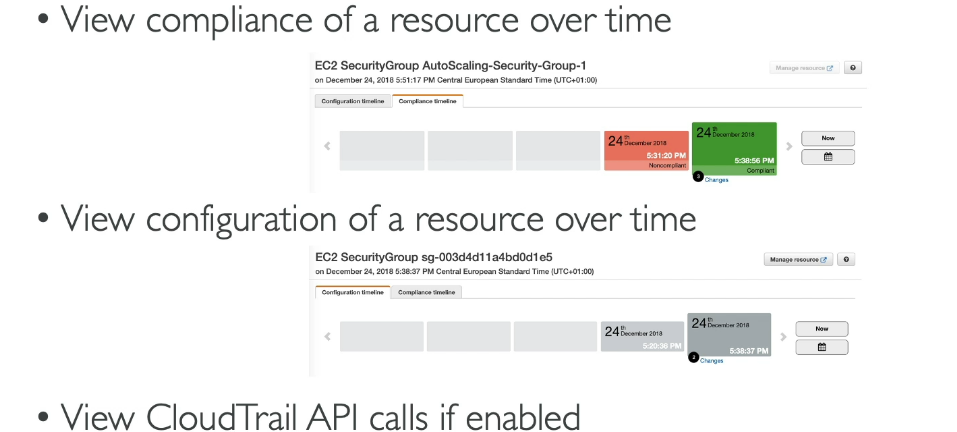 • View compliance of a resource over time
EC2 SecurityGroup AutoScaling-Security-Group-1
Manage resource
on December 24, 2018 5:51:17 PM Central European Standard Time (UTC+01:00)
Configuration timeline Compliance timeline
24th December 2018
5:31:20 PM
Noncompliant
24th December 2018
5:38:56 PM
Compliant
3 Changes
Now
• View configuration of a resource over time
EC2 SecurityGroup sg-003d4d11a4bd0d1e5
Manage resource
on December 24, 2018 5:38:37 PM Central European Standard Time (UTC+01:00)
Configuration timeline Compliance timeline
24th December 2018
24th December 2018
5:38:37 PM
2 Changes
Now
• View CloudTrail API calls if enabled